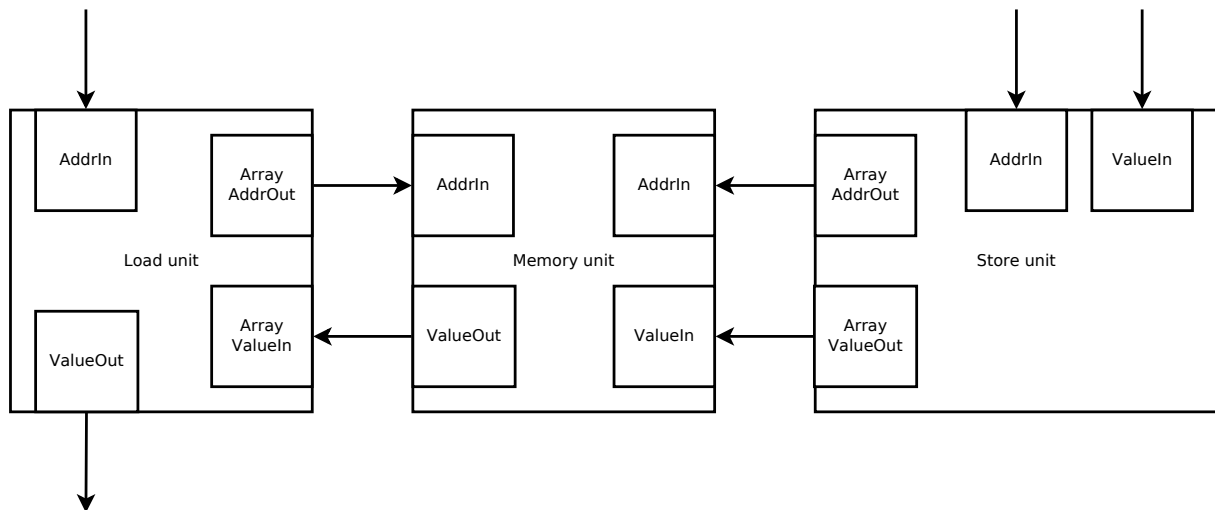 AddrIn
Array
AddrOut
Load unit
Array
ValueIn
ValueOut
AddrIn
AddrIn
Memory unit
ValueOut
ValueIn
Array
AddrOut
AddrIn
ValueIn
Store unit
Array
ValueOut